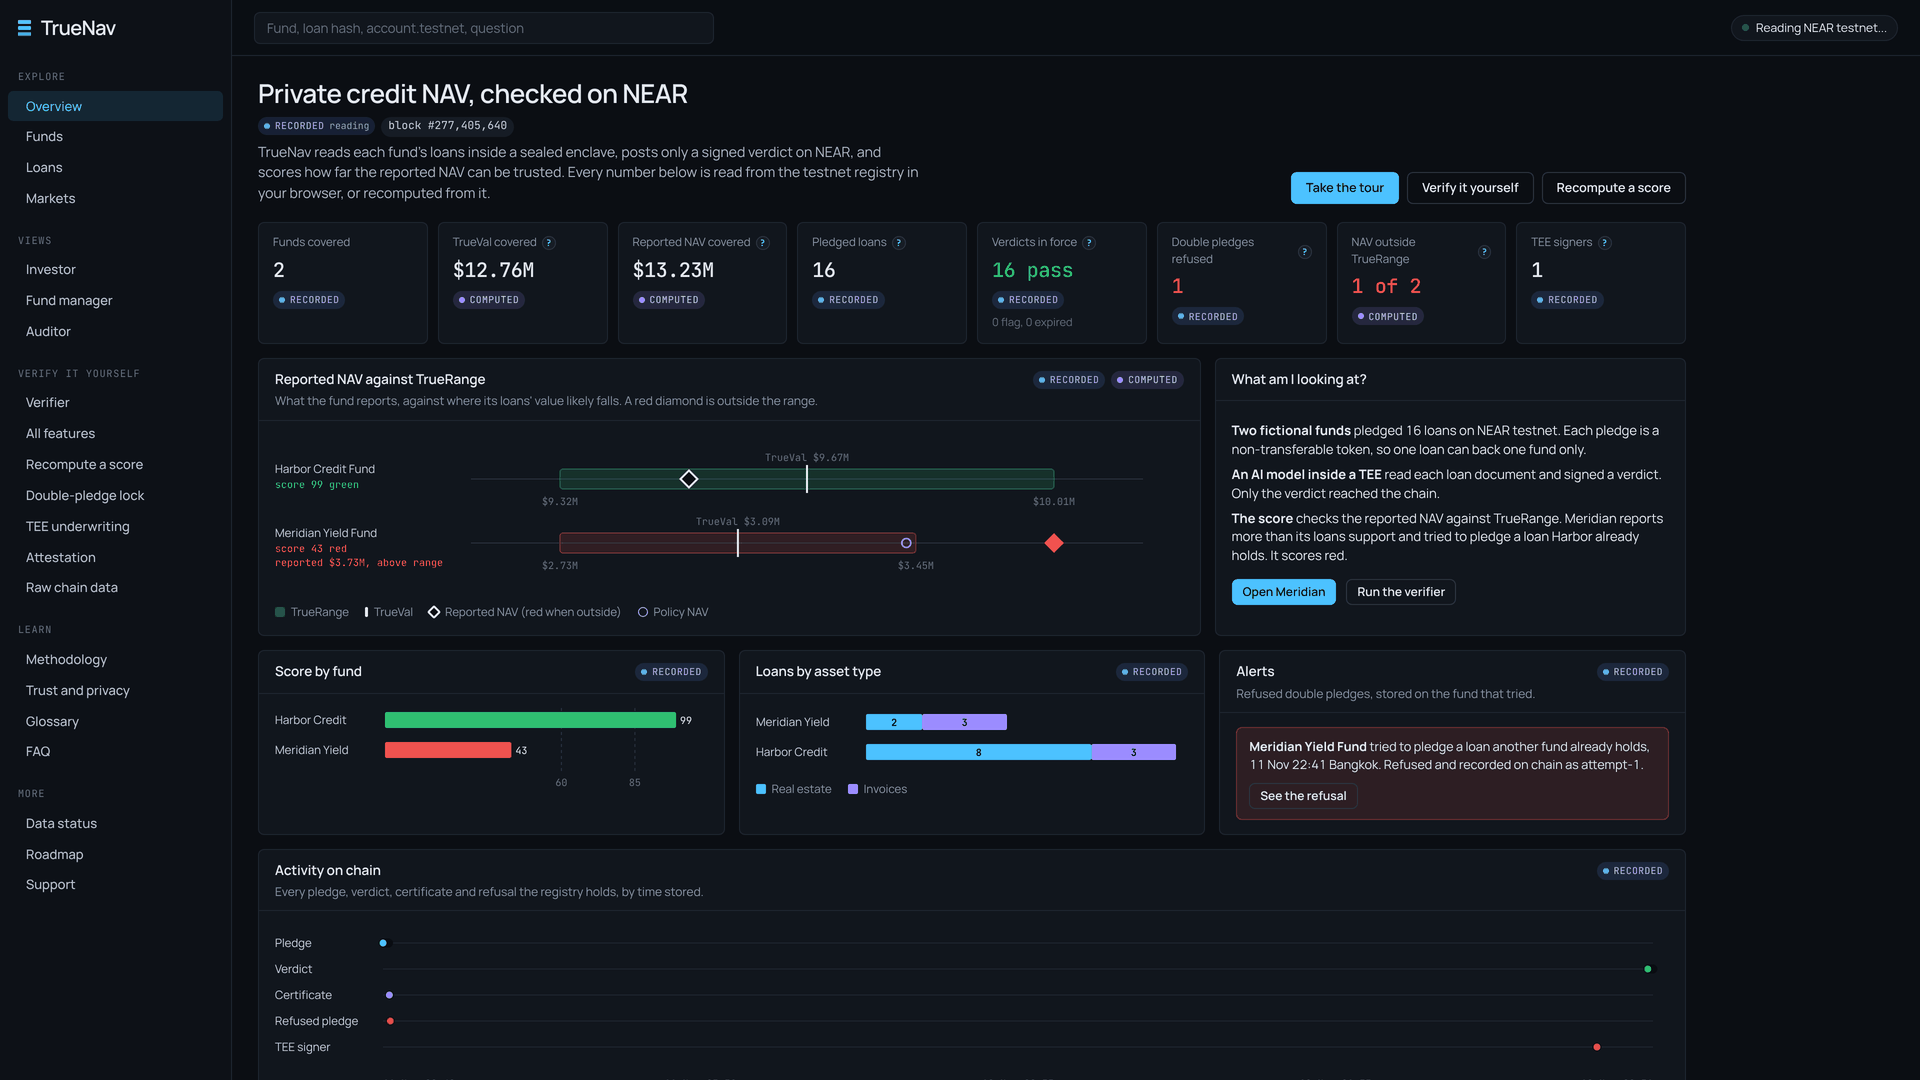 TrueNav
EXPLORE
Overview
Funds
Loans
Markets
VIEWS
Investor
Fund manager
Auditor
VERIFY IT YOURSELF
Verifier
All features
Recompute a score
Double-pledge lock
TEE underwriting
Attestation
Raw chain data
LEARN
Methodology
Trust and privacy
Glossary
FAQ
MORE
Data status
Roadmap
Support
Fund, loan hash, account.testnet, question
Reading NEAR testnet...
Private credit NAV, checked on NEAR
RECORDED reading
block #277,405,640
TrueNav reads each fund's loans inside a sealed enclave, posts only a signed verdict on NEAR, and
scores how far the reported NAV can be trusted. Every number below is read from the testnet registry in
your browser, or recomputed from it.
Take the tour
Verify it yourself
Recompute a score
Funds covered
2
RECORDED
TrueVal covered ?
$12.76M
COMPUTED
Reported NAV covered ?
$13.23M
COMPUTED
Pledged loans ?
16
RECORDED
Verdicts in force ?
16 pass
RECORDED
0 flag, 0 expired
Double pledges
refused ?
1
RECORDED
NAV outside
TrueRange ?
1 of 2
COMPUTED
TEE signers ?
1
RECORDED
Reported NAV against TrueRange
RECORDED
COMPUTED
What the fund reports, against where its loans' value likely falls. A red diamond is outside the range.
TrueVal $9.67M
Harbor Credit Fund
score 99 green
$9.32M
$10.01M
TrueVal $3.09M
Meridian Yield Fund
score 43 red
reported $3.73M, above range
$2.73M
$3.45M
TrueRange
TrueVal
Reported NAV (red when outside)
Policy NAV
What am I looking at?
Two fictional funds pledged 16 loans on NEAR testnet. Each pledge is a
non-transferable token, so one loan can back one fund only.
An AI model inside a TEE read each loan document and signed a verdict.
Only the verdict reached the chain.
The score checks the reported NAV against TrueRange. Meridian reports
more than its loans support and tried to pledge a loan Harbor already
holds. It scores red.
Open Meridian
Run the verifier
Score by fund
RECORDED
Harbor Credit
99
Meridian Yield
43
60
85
Loans by asset type
RECORDED
Meridian Yield
2
3
Harbor Credit
8
3
Real estate
Invoices
Alerts
RECORDED
Refused double pledges, stored on the fund that tried.
Meridian Yield Fund tried to pledge a loan another fund already holds,
11 Nov 22:41 Bangkok. Refused and recorded on chain as attempt-1.
See the refusal
Activity on chain
RECORDED
Every pledge, verdict, certificate and refusal the registry holds, by time stored.
Pledge
Verdict
Certificate
Refused pledge
TEE signer